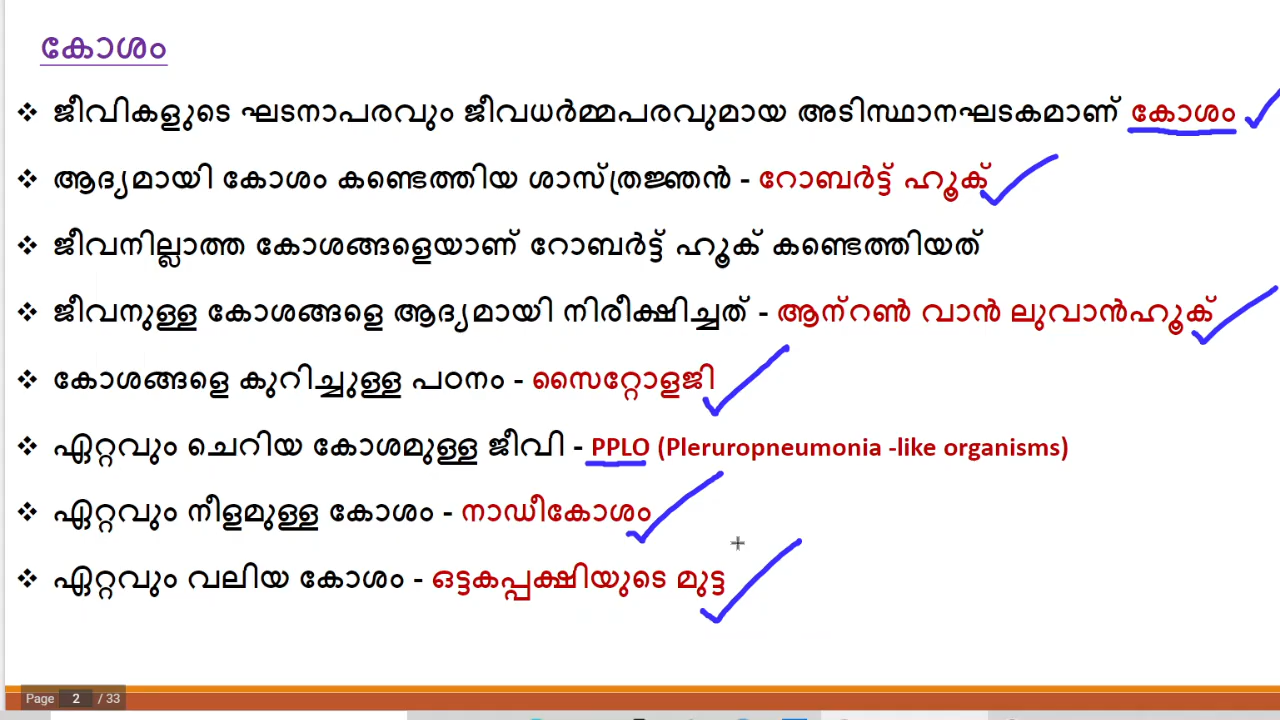 കോശം
❖ ജീവികളുടെ ഘടനാപരവും ജീവധർമ്മപരവുമായ അടിസ്ഥാനഘടകമാണ് കോശം
❖ ആദ്യമായി കോശം കണ്ടെത്തിയ ശാസ്ത്രജ്ഞൻ - റോബർട്ട് ഹൂക്
❖ ജീവനില്ലാത്ത കോശങ്ങളെയാണ് റോബർട്ട് ഹൂക് കണ്ടെത്തിയത്
❖ ജീവനുള്ള കോശങ്ങളെ ആദ്യമായി നിരീക്ഷിച്ചത് - ആന്റൺ വാൻ ലുവാൻഹൂക്
❖ കോശങ്ങളെ കുറിച്ചുള്ള പഠനം - സൈറ്റോളജി
❖ ഏറ്റവും ചെറിയ കോശമുള്ള ജീവി - PPLO (Pleruropneumonia -like organisms)
❖ ഏറ്റവും നീളമുള്ള കോശം - നാഡീകോശം
❖ ഏറ്റവും വലിയ കോശം - ഒട്ടകപ്പക്ഷിയുടെ മുട്ട
Page 2 / 33